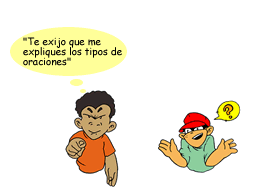 "Te exijo que me
expliques los tipos de
oraciones"
?